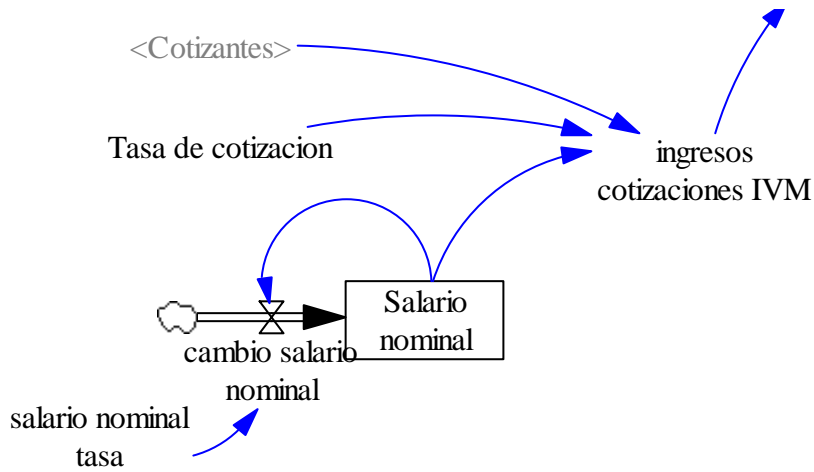 <Cotizantes>
Tasa de cotizacion
ingresos
cotizaciones IVM
Salario
nominal
cambio salario
nominal
salario nominal
tasa